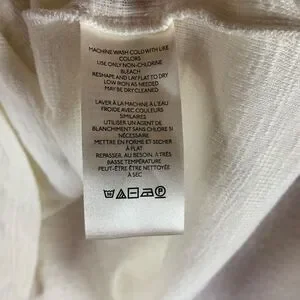 MACHINE WASH COLD WITH LIKE
COLORS
USE ONLY NON-CHLORINE
BLEACH
RESHAPE AND LAY FLAT TO DRY
LOW IRON AS NEEDED
MAY BE DRY CLEANED
LAVER À LA MACHINE À L'EAU
FROIDE AVEC COULEURS
SIMILAIRES
UTILISER UN AGENT DE
BLANCHIMENT SANS CHLORE SI
NÉCESSAIRE
METTRE EN FORME ET SÉCHER
À PLAT
REPASSER, AU BESOIN, À TRÈS
BASSE TEMPÉRATURE
PEUT-ÊTRE ÊTRE NETTOYÉE
À SEC